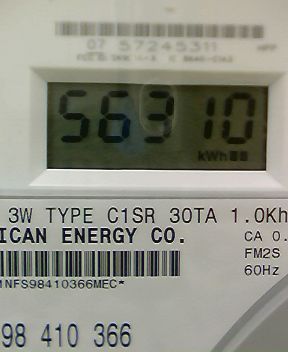 07 57245311
56310
kWh
3W TYPE C1SR 30TA 1.0Kh
ICAN ENERGY CO.
CA 0.
FM2S
60Hz
NFS98410366MEC*
98 410 366